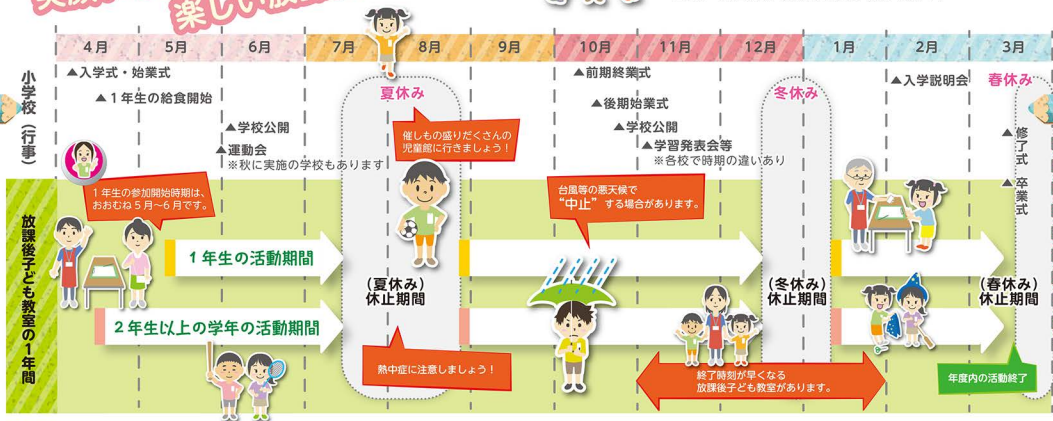 楽しい放
4月 5月 6月 7月 8月 9月 10月 11月 12月 1月 2月 3月
小学校（行事）
▲入学式・始業式
▲1年生の給食開始
▲学校公開
▲運動会
※秋に実施の学校もあります
夏休み
催しもの盛りだくさんの
児童館に行きましょう！
▲前期終業式
▲後期始業式
▲学校公開
▲学習発表会等
※各校で時期の違いあり
冬休み
▲入学説明会
春休み
▲修了式
▲卒業式
放課後子ども教室の1年間
1年生の参加開始時期は、
おおむね5月〜6月です。
台風等の悪天候で
“中止”する場合があります。
1年生の活動期間
(夏休み)
休止期間
(冬休み)
休止期間
(春休み)
休止期間
2年生以上の学年の活動期間
熱中症に注意しましょう！
終了時刻が早くなる
放課後子ども教室があります。
年度内の活動終了